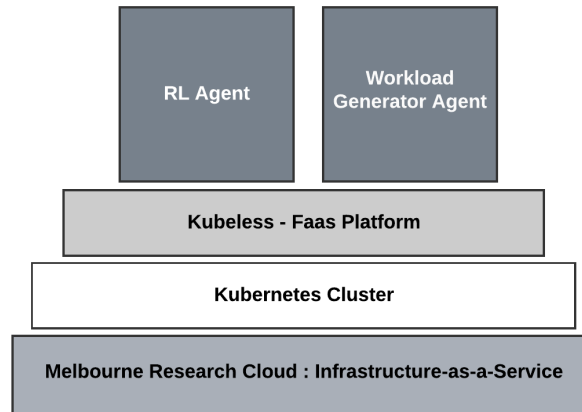 RL Agent
Workload
Generator Agent
Kubeless - Faas Platform
Kubernetes Cluster
Melbourne Research Cloud : Infrastructure-as-a-Service